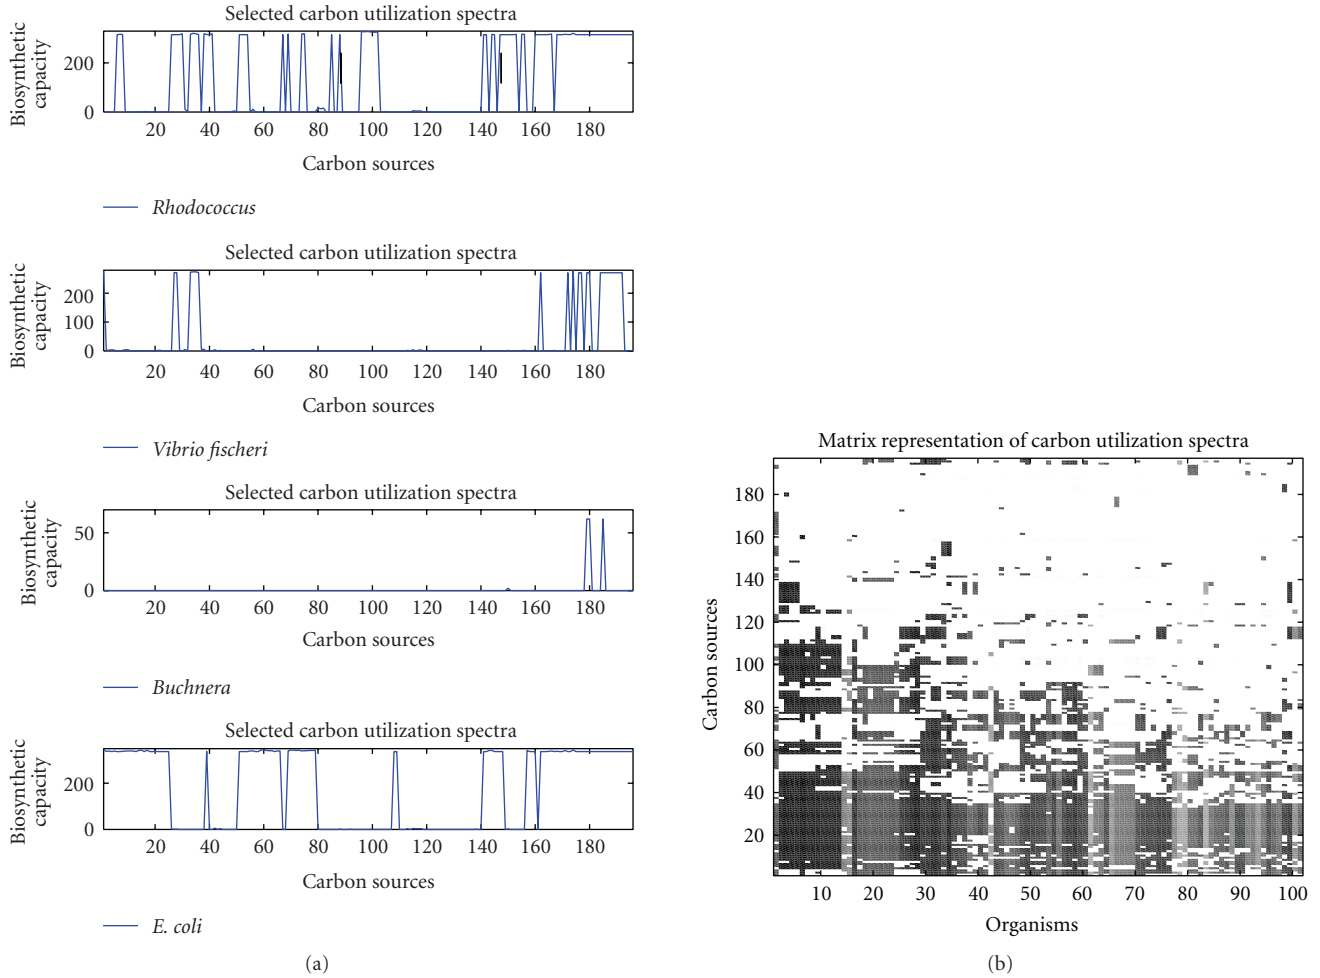 Selected carbon utilization spectra
Biosynthetic
capacity
200
0
20 40 60 80 100 120 140 160 180
Carbon sources
Rhodococcus
Selected carbon utilization spectra
Biosynthetic
capacity
200
100
0
20 40 60 80 100 120 140 160 180
Carbon sources
Vibrio fischeri
Selected carbon utilization spectra
Biosynthetic
capacity
50
0
20 40 60 80 100 120 140 160 180
Carbon sources
Buchnera
Selected carbon utilization spectra
Biosynthetic
capacity
200
0
20 40 60 80 100 120 140 160 180
Carbon sources
E. coli
(a)
Matrix representation of carbon utilization spectra
Carbon sources
180
160
140
120
100
80
60
40
20
10 20 30 40 50 60 70 80 90 100
Organisms
(b)